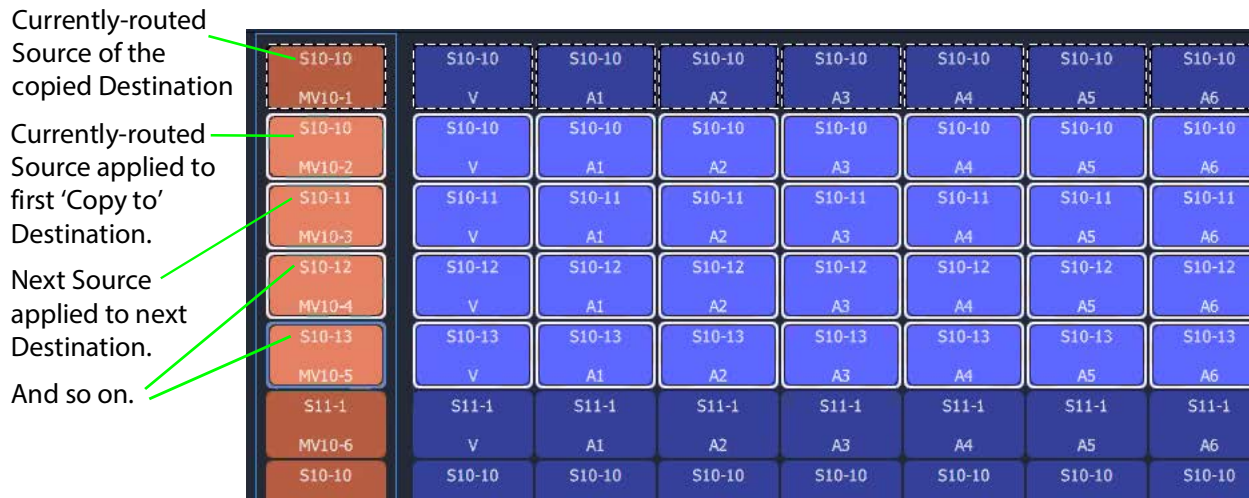 Currently-routed
Source of the
copied Destination
Currently-routed
Source applied to
first ‘Copy to’
Destination.
Next Source
applied to next
Destination.
And so on.
S10-10 S10-10 S10-10 S10-10 S10-10 S10-10 S10-10 S10-10
MV10-1 V A1 A2 A3 A4 A5 A6
S10-10 S10-10 S10-10 S10-10 S10-10 S10-10 S10-10 S10-10
MV10-2 V A1 A2 A3 A4 A5 A6
S10-11 S10-11 S10-11 S10-11 S10-11 S10-11 S10-11 S10-11
MV10-3 V A1 A2 A3 A4 A5 A6
S10-12 S10-12 S10-12 S10-12 S10-12 S10-12 S10-12 S10-12
MV10-4 V A1 A2 A3 A4 A5 A6
S10-13 S10-13 S10-13 S10-13 S10-13 S10-13 S10-13 S10-13
MV10-5 V A1 A2 A3 A4 A5 A6
S11-1 S11-1 S11-1 S11-1 S11-1 S11-1 S11-1 S11-1
MV10-6 V A1 A2 A3 A4 A5 A6
S10-10 S10-10 S10-10 S10-10 S10-10 S10-10 S10-10 S10-10